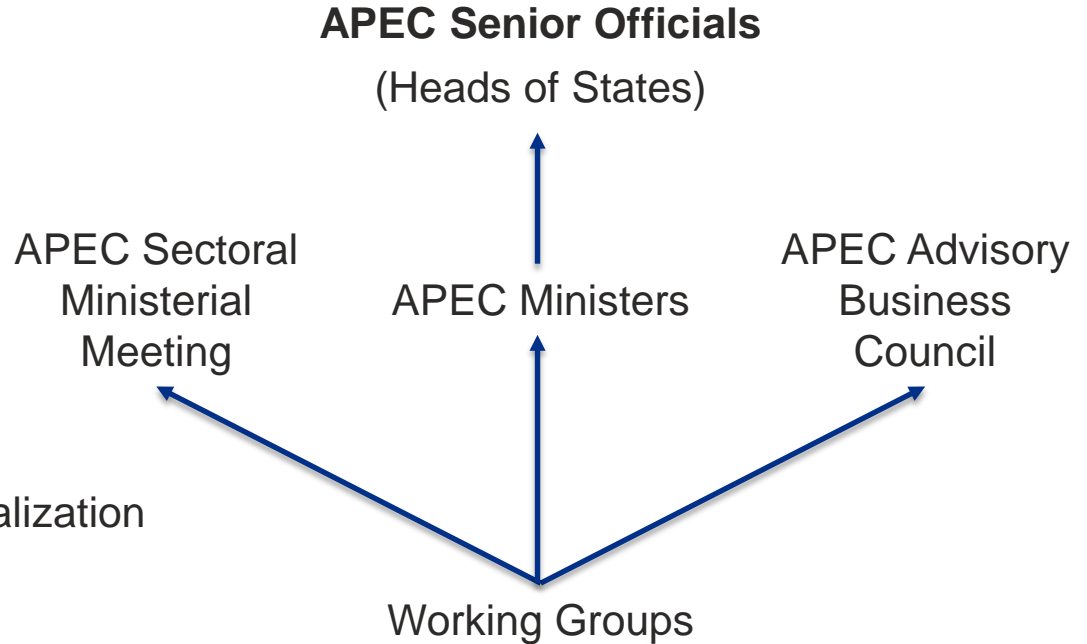 APEC Senior Officials
(Heads of States)
APEC Sectoral
Ministerial
Meeting
APEC Ministers
APEC Advisory
Business
Council
alization
Working Groups